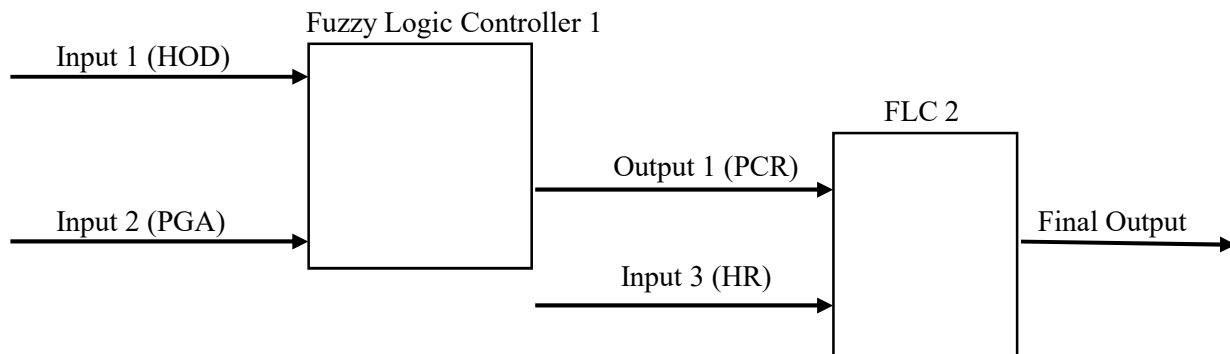 Fuzzy Logic Controller 1
Input 1 (HOD)
FLC 2
Output 1 (PCR)
Input 2 (PGA)
Final Output
Input 3 (HR)